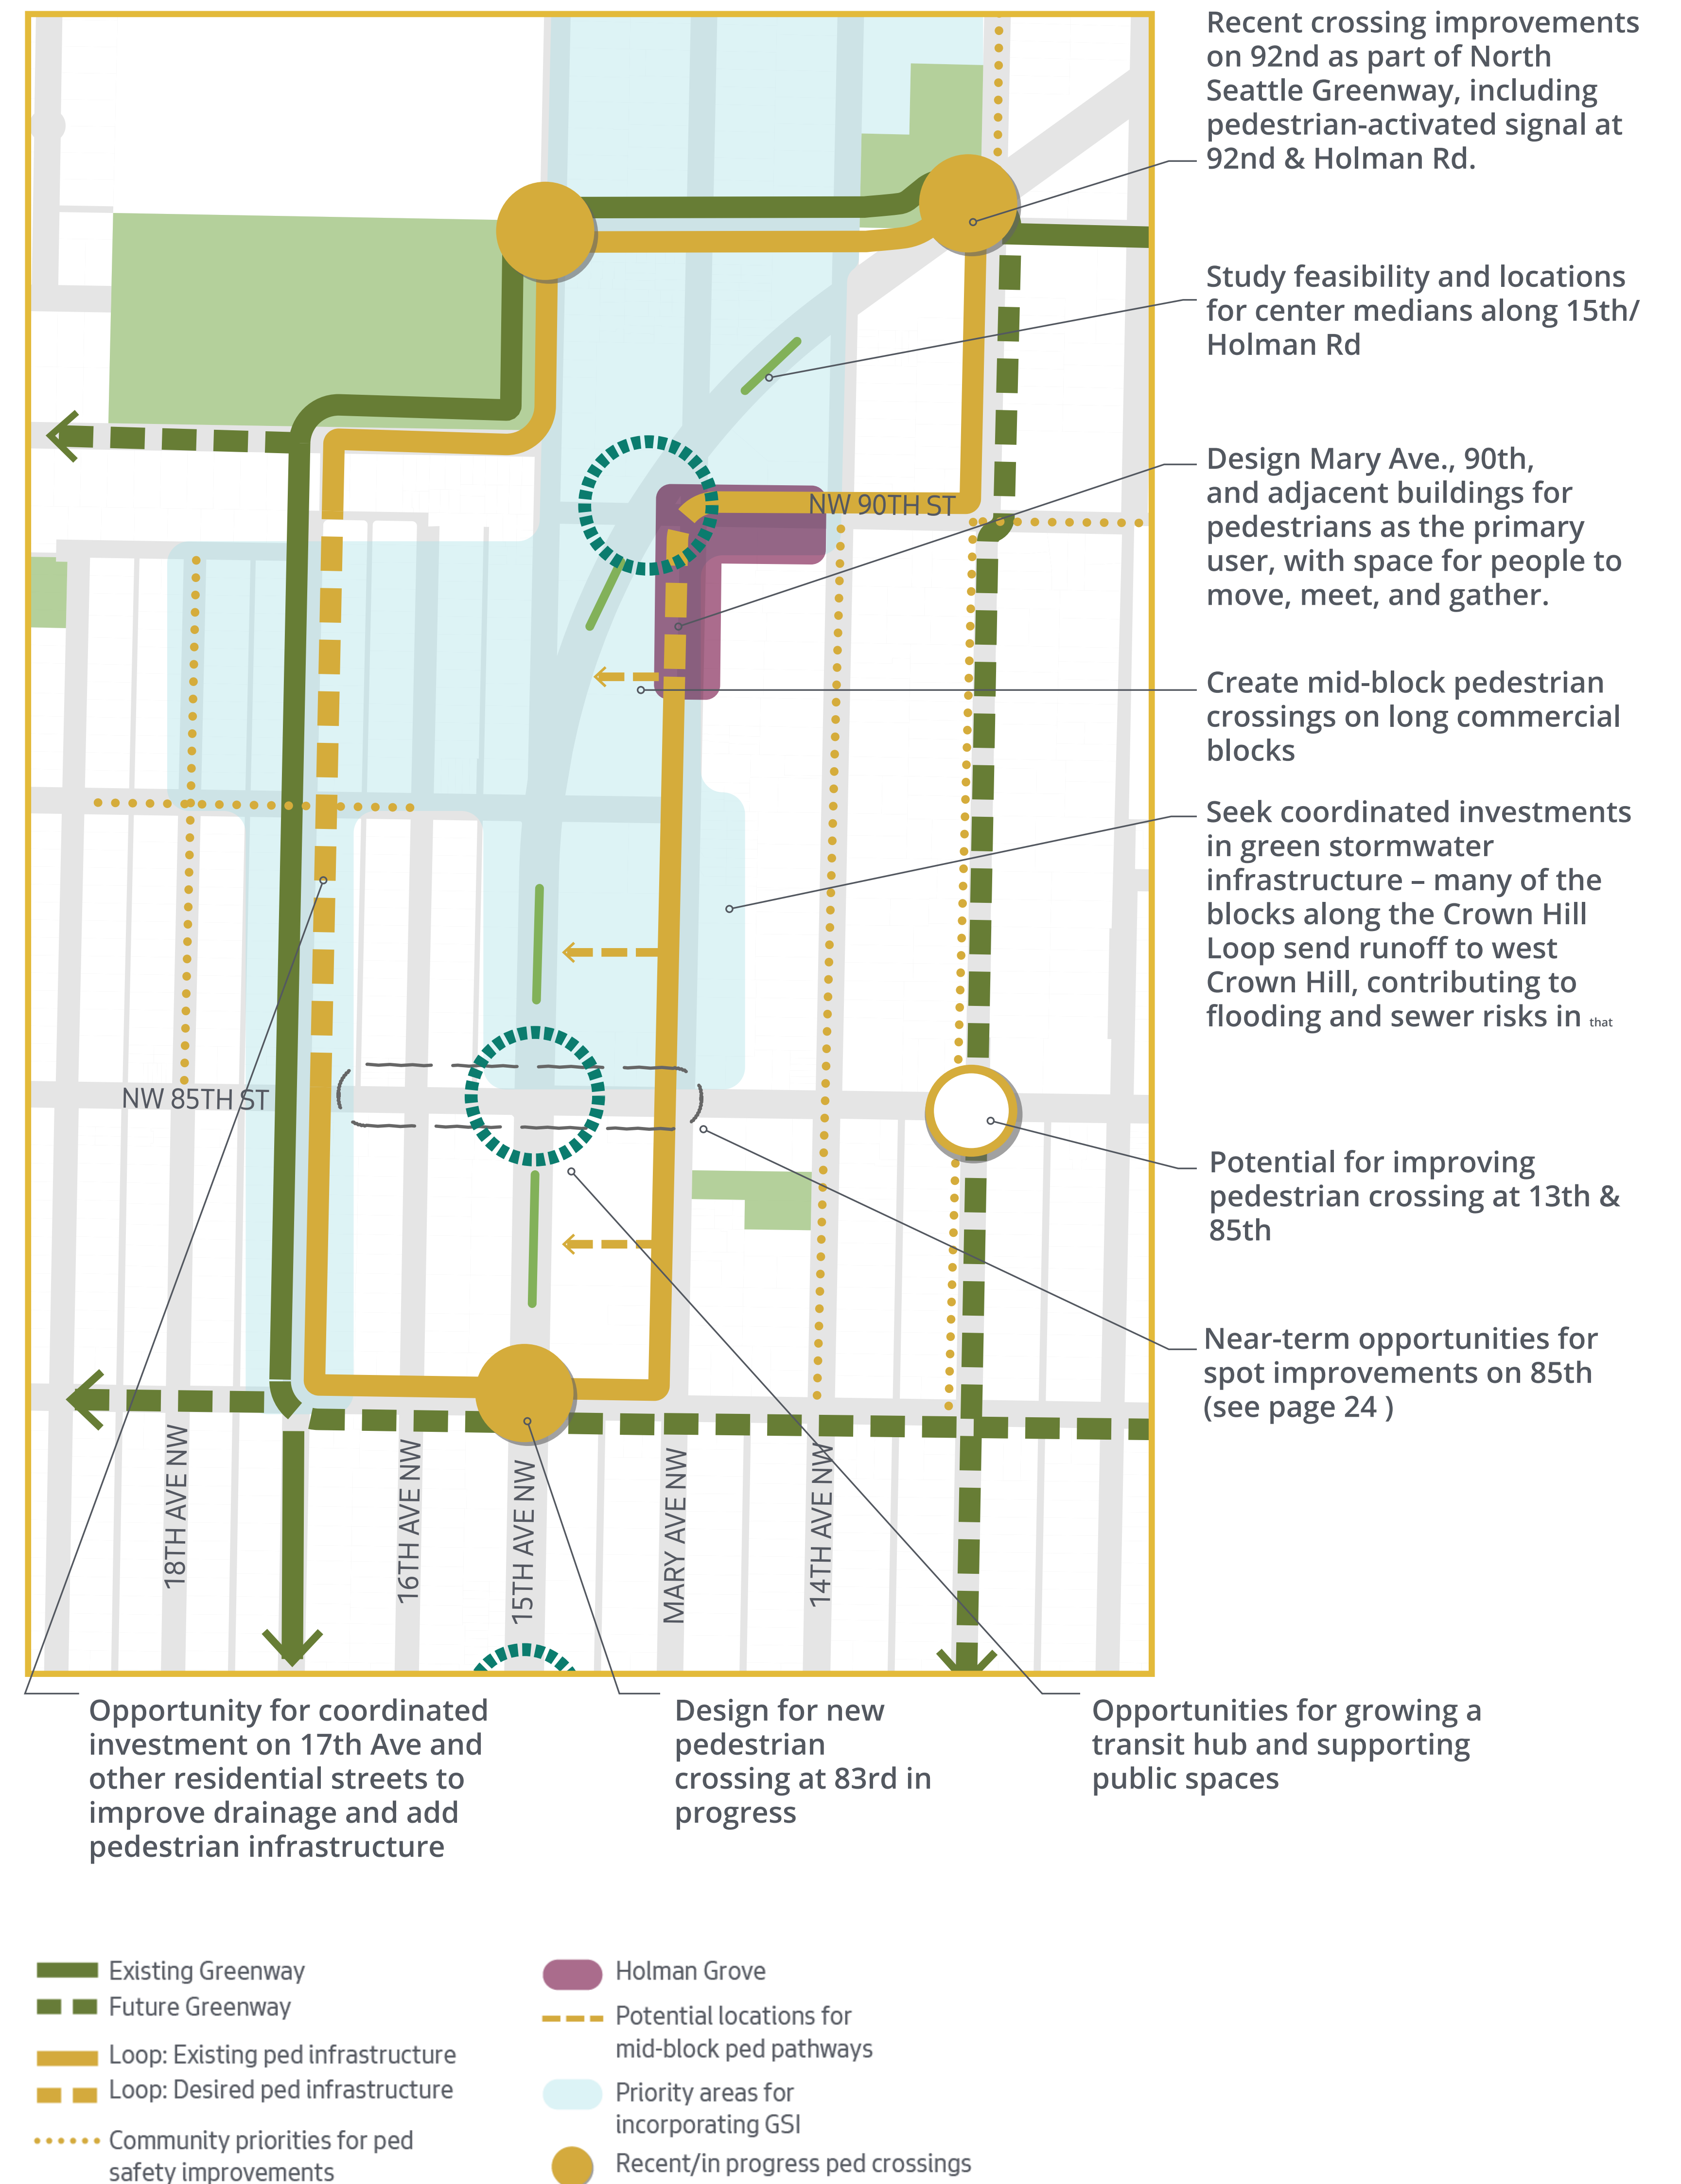 Recent crossing improvements
on 92nd as part of North
Seattle Greenway, including
pedestrian-activated signal at
92nd & Holman Rd.
Study feasibility and locations
for center medians along 15th/
Holman Rd
Design Mary Ave., 90th,
and adjacent buildings for
pedestrians as the primary
user, with space for people to
move, meet, and gather.
NW 90TH ST
Create mid-block pedestrian
crossings on long commercial
blocks
Seek coordinated investments
in green stormwater
infrastructure – many of the
blocks along the Crown Hill
Loop send runoff to west
Crown Hill, contributing to
flooding and sewer risks in that
NW 85TH ST
Potential for improving
pedestrian crossing at 13th &
85th
Near-term opportunities for
spot improvements on 85th
(see page 24 )
18TH AVE NW
16TH AVE NW
15TH AVE NW
MARY AVE NW
14TH AVE NW
Opportunity for coordinated
investment on 17th Ave and
other residential streets to
improve drainage and add
pedestrian infrastructure
Design for new
pedestrian
crossing at 83rd in
progress
Opportunities for growing a
transit hub and supporting
public spaces
Existing Greenway
Future Greenway
Loop: Existing ped infrastructure
Loop: Desired ped infrastructure
Community priorities for ped
safety improvements
Holman Grove
Potential locations for
mid-block ped pathways
Priority areas for
incorporating GSI
Recent/in progress ped crossings